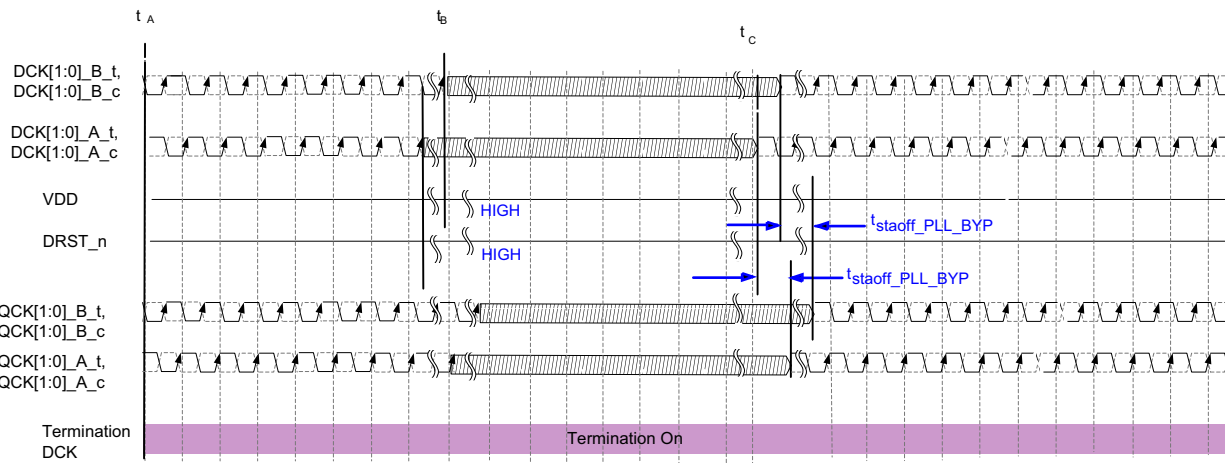 t A
tB
t C
DCK[1:0]_B_t,
DCK[1:0]_B_c
DCK[1:0]_A_t,
DCK[1:0]_A_c
VDD
HIGH
tstaoff_PLL_BYP
DRST_n
HIGH
tstaoff_PLL_BYP
QCK[1:0]_B_t,
QCK[1:0]_B_c
QCK[1:0]_A_t,
QCK[1:0]_A_c
Termination
DCK
Termination On